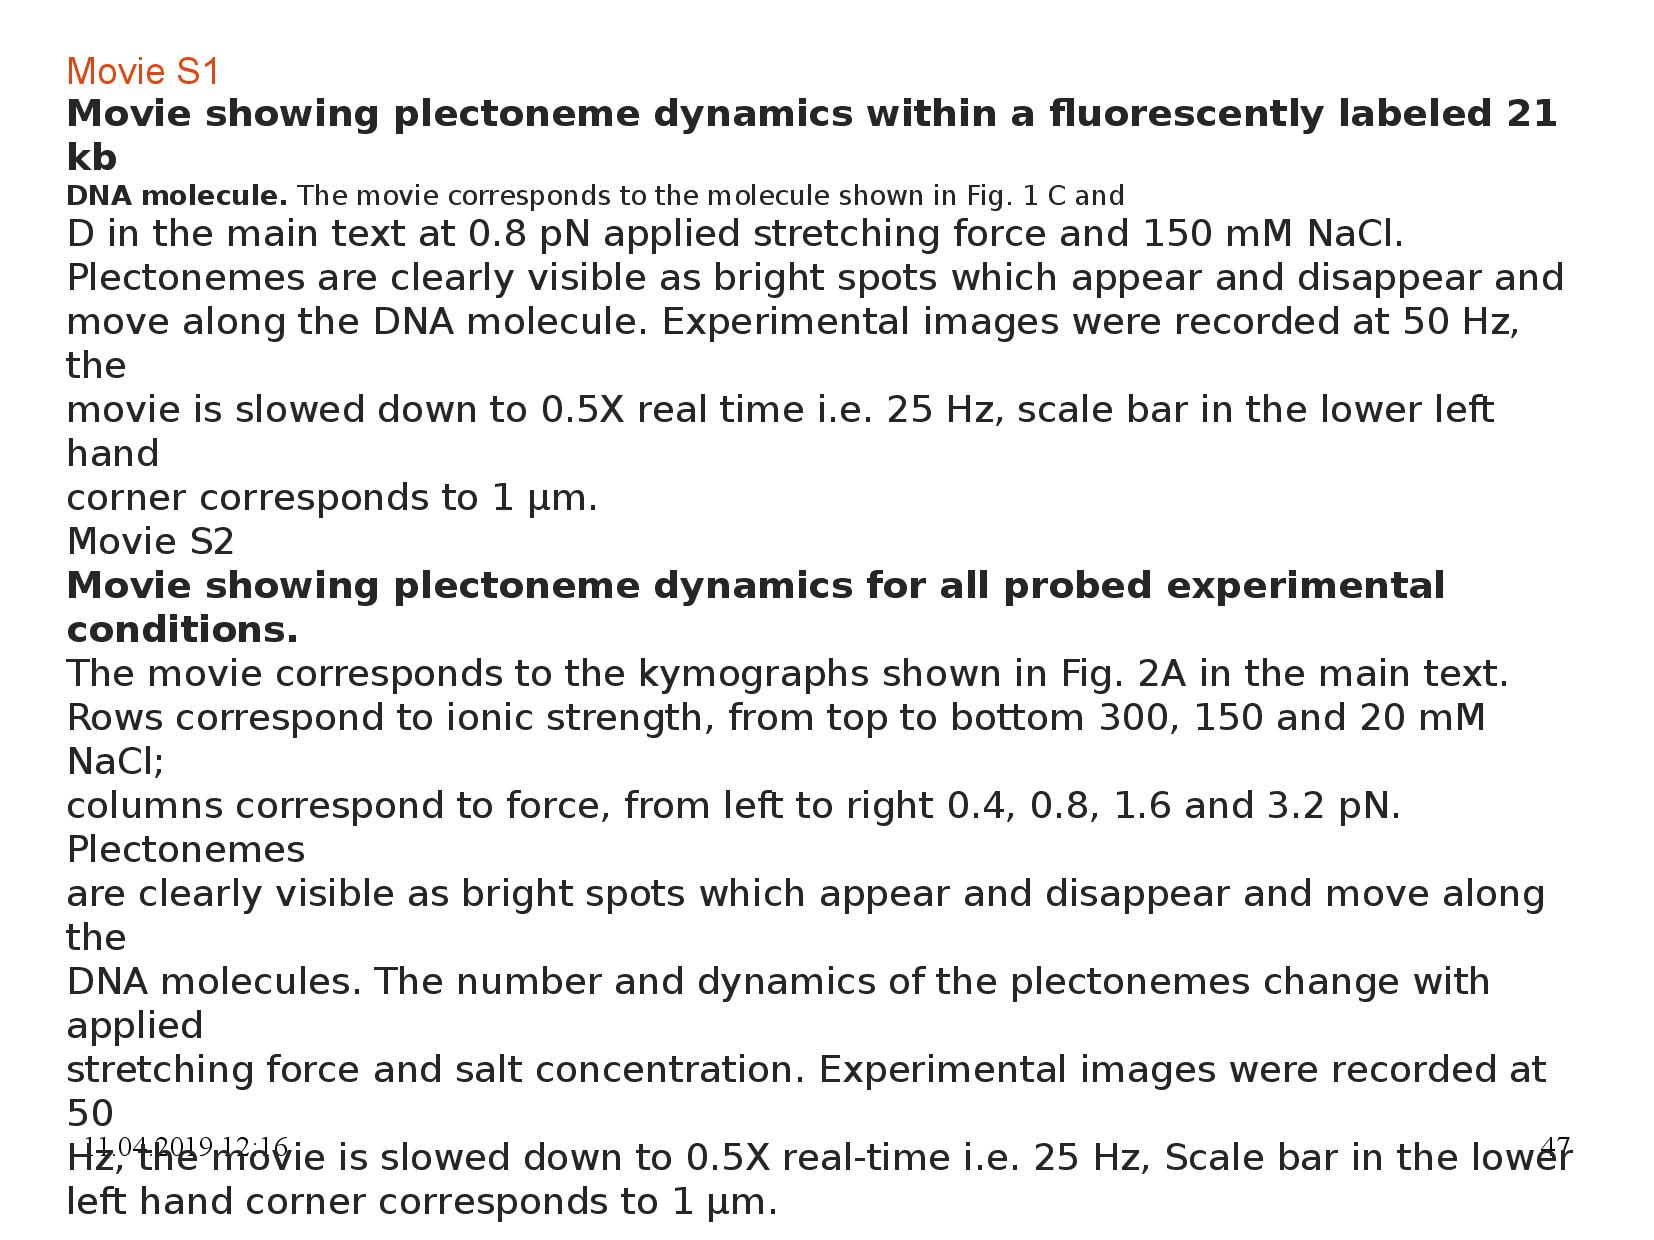 Movie S1
Movie showing plectoneme dynamics within a fluorescently labeled 21
kb
DNA molecule. The movie corresponds to the molecule shown in Fig. 1 C and
D in the main text at 0.8 pN applied stretching force and 150 mM NaCl.
Plectonemes are clearly visible as bright spots which appear and disappear and
move along the DNA molecule. Experimental images were recorded at 50 Hz,
the
movie is slowed down to 0.5X real time i.e. 25 Hz, scale bar in the lower left
hand
corner corresponds to 1 μm.
Movie S2
Movie showing plectoneme dynamics for all probed experimental
conditions.
The movie corresponds to the kymographs shown in Fig. 2A in the main text.
Rows correspond to ionic strength, from top to bottom 300, 150 and 20 mM
NaCl;
columns correspond to force, from left to right 0.4, 0.8, 1.6 and 3.2 pN.
Plectonemes
are clearly visible as bright spots which appear and disappear and move along
the
DNA molecules. The number and dynamics of the plectonemes change with
applied
stretching force and salt concentration. Experimental images were recorded at
50
Hz, the movie is slowed down to 0.5X real-time i.e. 25 Hz, Scale bar in the lower
left hand corner corresponds to 1 μm.
11.04.2019 12:16
47